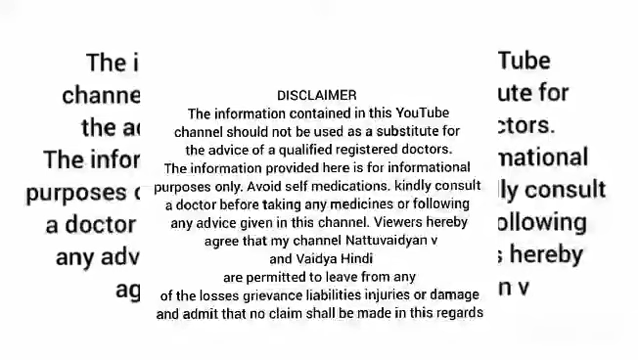 DISCLAIMER
The information contained in this YouTube
channel should not be used as a substitute for
the advice of a qualified registered doctors.
The information provided here is for informational
purposes only. Avoid self medications. kindly consult
a doctor before taking any medicines or following
any advice given in this channel. Viewers hereby
agree that my channel Nattuvaidyan v
and Vaidya Hindi
are permitted to leave from any
of the losses grievance liabilities injuries or damage
and admit that no claim shall be made in this regards